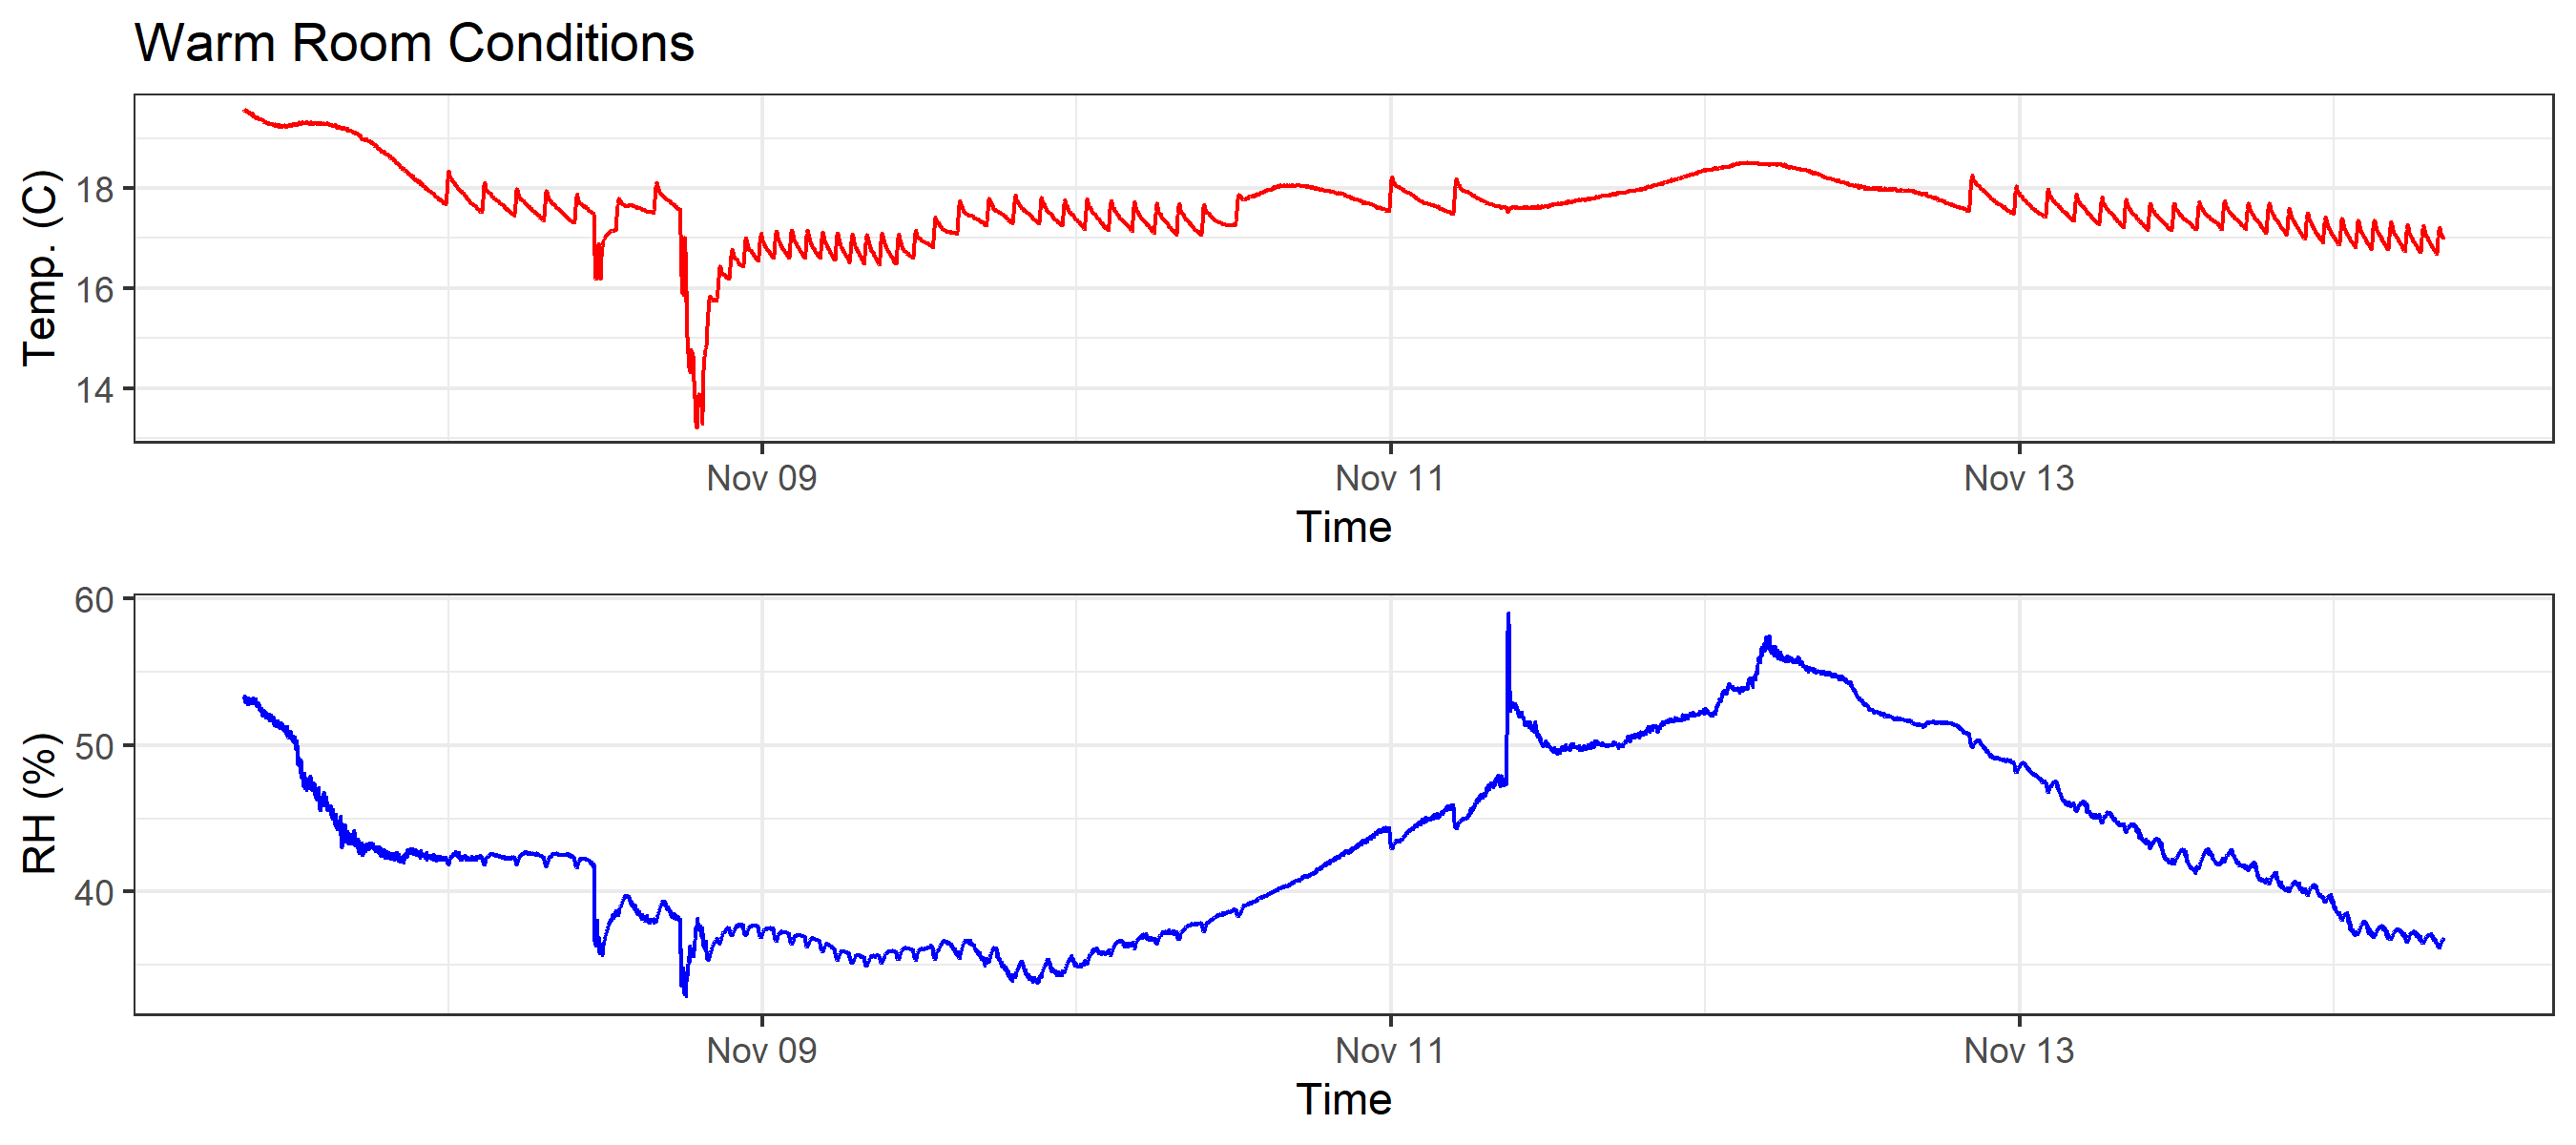 Warm Room Conditions
Temp. (C)
18
16
14
Nov 09
Nov 11
Nov 13
Time
RH (%)
60
50
40
Nov 09
Nov 11
Nov 13
Time